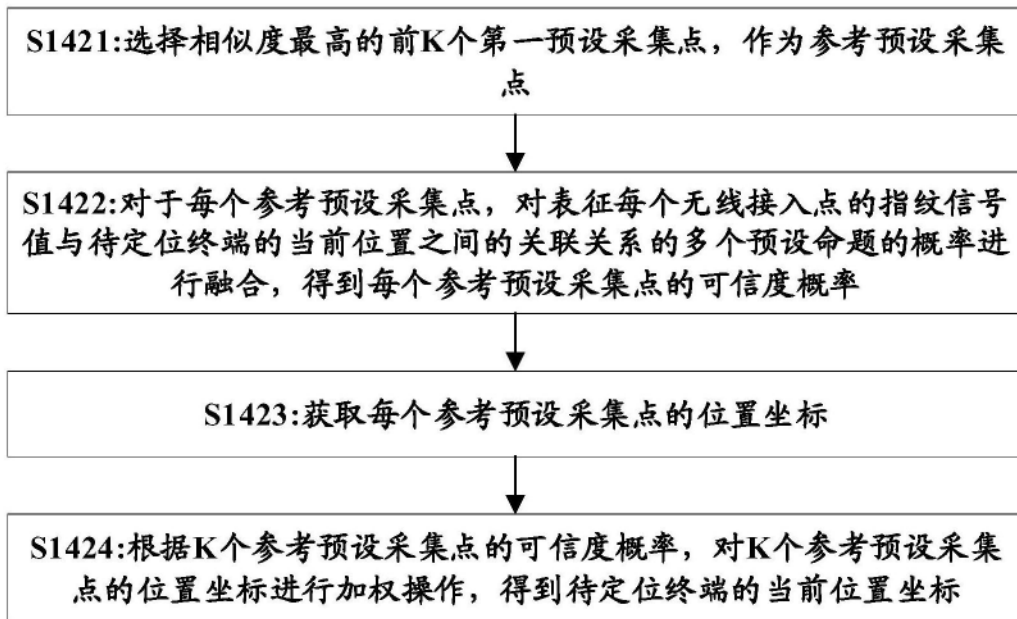 S1421:选择相似度最高的前K个第一预设采集点，作为参考预设采集
点
S1422:对于每个参考预设采集点，对表征每个无线接入点的指纹信号
值与待定位终端的当前位置之间的关联关系的多个预设命题的概率进
行融合，得到每个参考预设采集点的可信度概率
S1423:获取每个参考预设采集点的位置坐标
S1424:根据K个参考预设采集点的可信度概率，对K个参考预设采集
点的位置坐标进行加权操作，得到待定位终端的当前位置坐标